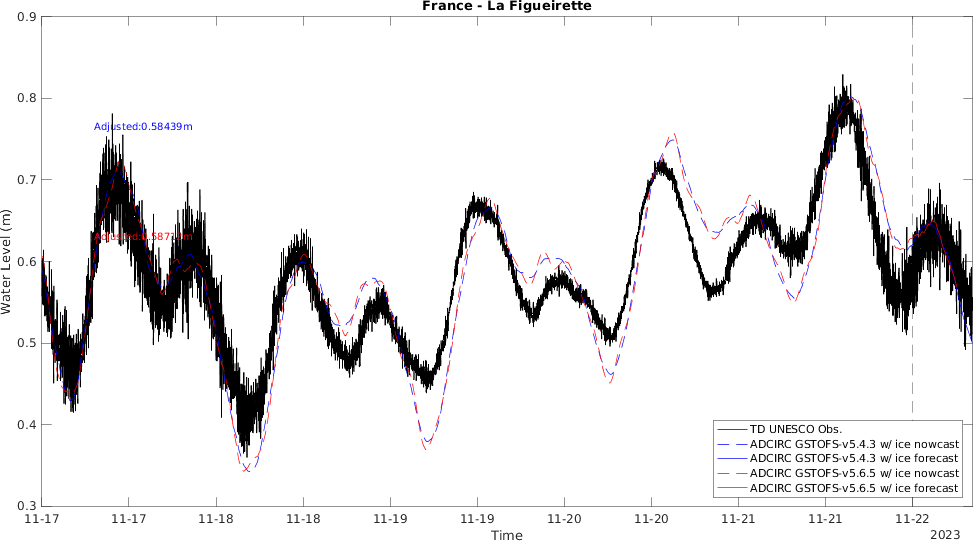 France - La Figueirette
0.9
0.8
0.7
0.6
0.5
0.4
0.3
Water Level (m)
Adjusted:0.58439m
TD UNESCO Obs.
ADCIRC GSTOFS-v5.4.3 w/ ice nowcast
ADCIRC GSTOFS-v5.4.3 w/ ice forecast
ADCIRC GSTOFS-v5.6.5 w/ ice nowcast
ADCIRC GSTOFS-v5.6.5 w/ ice forecast
11-17 11-17 11-18 11-18 11-19 11-19 11-20 11-20 11-21 11-21 11-22
Time
2023